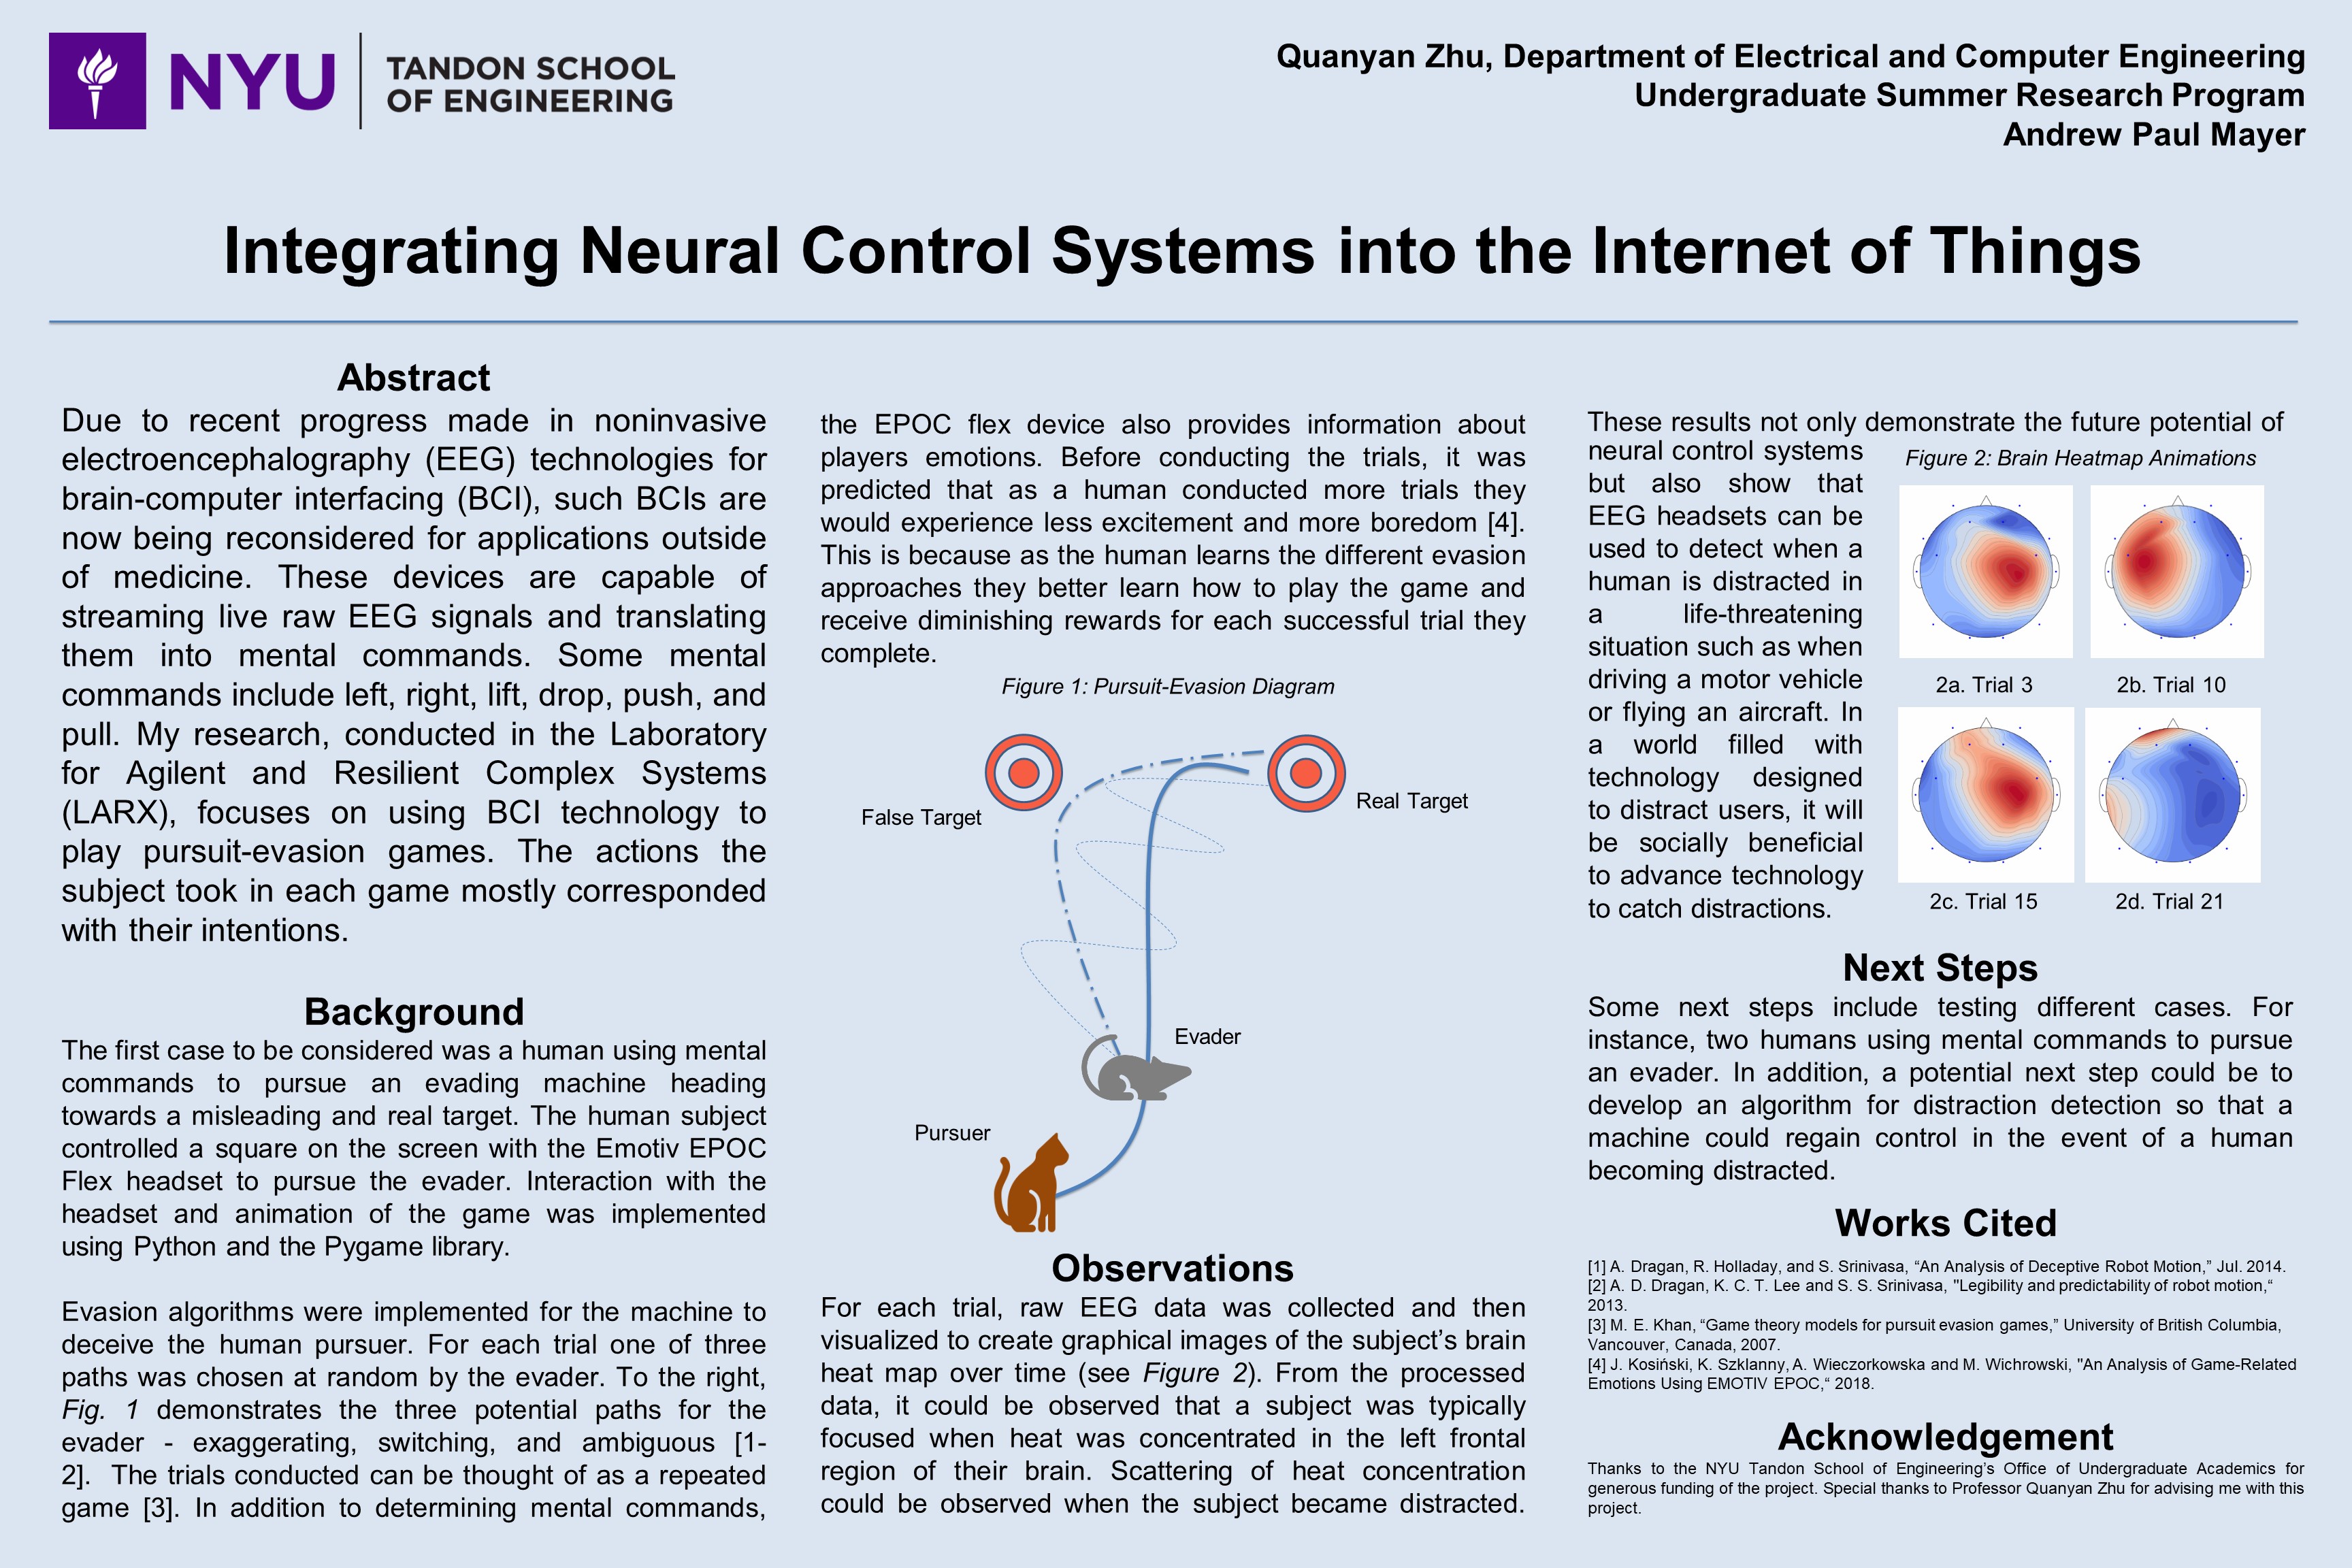 NYU
TANDON SCHOOL
OF ENGINEERING
Quanyan Zhu, Department of Electrical and Computer Engineering
Undergraduate Summer Research Program
Andrew Paul Mayer
Integrating Neural Control Systems into the Internet of Things
Abstract
Due to recent progress made in noninvasive
electroencephalography (EEG) technologies for
brain-computer interfacing (BCI), such BCIs are
now being reconsidered for applications outside
of medicine. These devices are capable of
streaming live raw EEG signals and translating
them into mental commands. Some mental
commands include left, right, lift, drop, push, and
pull. My research, conducted in the Laboratory
for Agilent and Resilient Complex Systems
(LARX), focuses on using BCI technology to
play pursuit-evasion games. The actions the
subject took in each game mostly corresponded
with their intentions.
Background
The first case to be considered was a human using mental
commands to pursue an evading machine heading
towards a misleading and real target. The human subject
controlled a square on the screen with the Emotiv EPOC
Flex headset to pursue the evader. Interaction with the
headset and animation of the game was implemented
using Python and the Pygame library.
Evasion algorithms were implemented for the machine to
deceive the human pursuer. For each trial one of three
paths was chosen at random by the evader. To the right,
Fig. 1 demonstrates the three potential paths for the
evader - exaggerating, switching, and ambiguous [1-
2]. The trials conducted can be thought of as a repeated
game [3]. In addition to determining mental commands,
the EPOC flex device also provides information about
players emotions. Before conducting the trials, it was
predicted that as a human conducted more trials they
would experience less excitement and more boredom [4].
This is because as the human learns the different evasion
approaches they better learn how to play the game and
receive diminishing rewards for each successful trial they
complete.
Figure 1: Pursuit-Evasion Diagram
False Target
Real Target
Evader
Pursuer
Observations
For each trial, raw EEG data was collected and then
visualized to create graphical images of the subject’s brain
heat map over time (see Figure 2). From the processed
data, it could be observed that a subject was typically
focused when heat was concentrated in the left frontal
region of their brain. Scattering of heat concentration
could be observed when the subject became distracted.
These results not only demonstrate the future potential of
neural control systems
but also show that
EEG headsets can be
used to detect when a
human is distracted in
a life-threatening
situation such as when
driving a motor vehicle
or flying an aircraft. In
a world filled with
technology designed
to distract users, it will
be socially beneficial
to advance technology
to catch distractions.
Figure 2: Brain Heatmap Animations
2a. Trial 3
2b. Trial 10
2c. Trial 15
2d. Trial 21
Next Steps
Some next steps include testing different cases. For
instance, two humans using mental commands to pursue
an evader. In addition, a potential next step could be to
develop an algorithm for distraction detection so that a
machine could regain control in the event of a human
becoming distracted.
Works Cited
[1] A. Dragan, R. Holladay, and S. Srinivasa, “An Analysis of Deceptive Robot Motion,” Jul. 2014.
[2] A. D. Dragan, K. C. T. Lee and S. S. Srinivasa, "Legibility and predictability of robot motion,“
2013.
[3] M. E. Khan, “Game theory models for pursuit evasion games,” University of British Columbia,
Vancouver, Canada, 2007.
[4] J. Kosiński, K. Szklanny, A. Wieczorkowska and M. Wichrowski, "An Analysis of Game-Related
Emotions Using EMOTIV EPOC,“ 2018.
Acknowledgement
Thanks to the NYU Tandon School of Engineering’s Office of Undergraduate Academics for
generous funding of the project. Special thanks to Professor Quanyan Zhu for advising me with this
project.